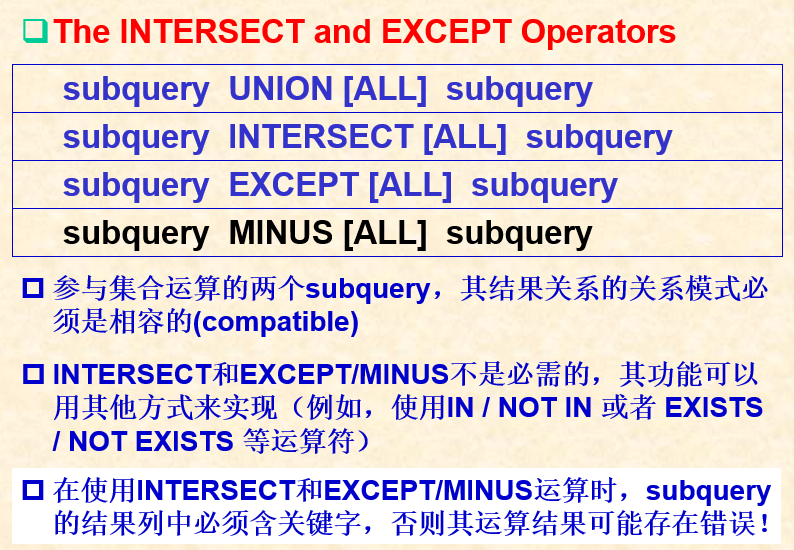 The INTERSECT and EXCEPT Operators
subquery UNION [ALL] subquery
subquery INTERSECT [ALL] subquery
subquery EXCEPT [ALL] subquery
subquery MINUS [ALL] subquery
参与集合运算的两个subquery，其结果关系的关系模式必
须是相容的(compatible)
INTERSECT和EXCEPT/MINUS不是必需的，其功能可以
用其他方式来实现（例如，使用IN / NOT IN 或者 EXISTS
/ NOT EXISTS 等运算符）
在使用INTERSECT和EXCEPT/MINUS运算时，subquery
的结果列中必须含关键字，否则其运算结果可能存在错误！